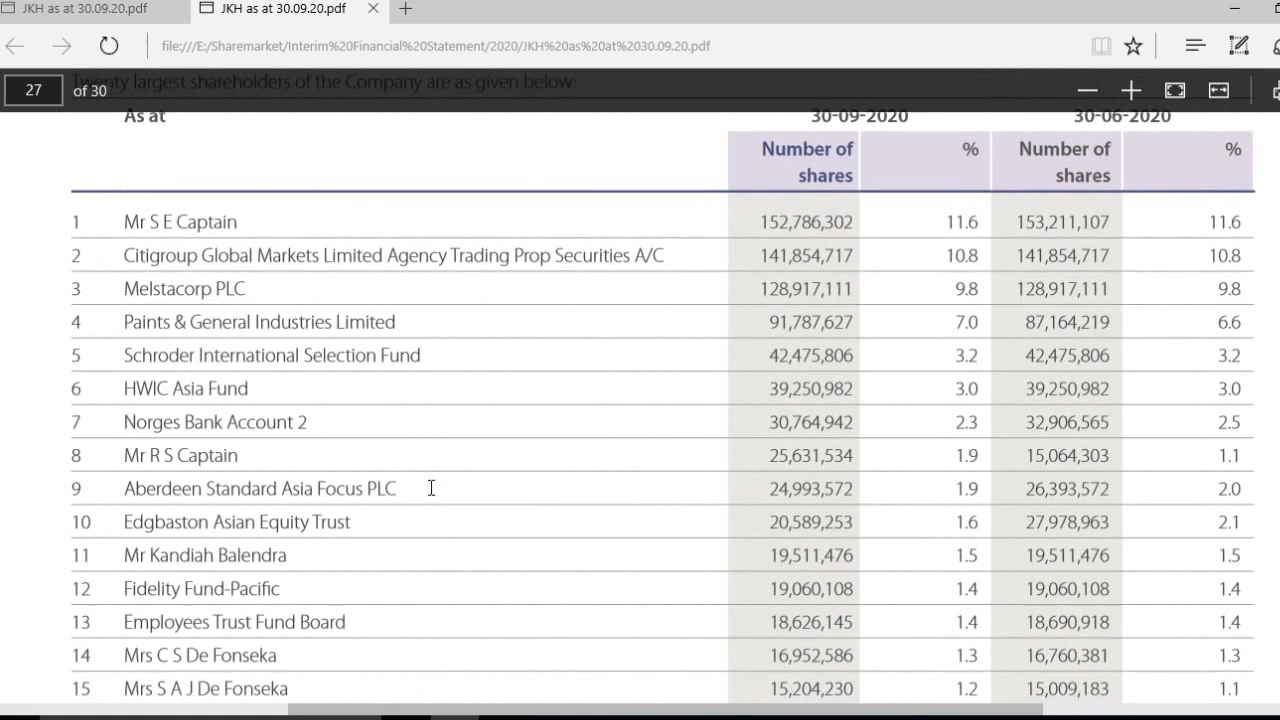 JKH as at 30.09.20.pdf
JKH as at 30.09.20.pdf
file:///E:/Sharemarket/Interim%20Financial%20Statement/2020/JKH%20as%20at%2030.09.20.pdf
Twenty largest shareholders of the Company are as given below:
27 of 30
As at 30-09-2020 30-06-2020
Number of shares % Number of shares %
1 Mr S E Captain 152,786,302 11.6 153,211,107 11.6
2 Citigroup Global Markets Limited Agency Trading Prop Securities A/C 141,854,717 10.8 141,854,717 10.8
3 Melstacorp PLC 128,917,111 9.8 128,917,111 9.8
4 Paints & General Industries Limited 91,787,627 7.0 87,164,219 6.6
5 Schroder International Selection Fund 42,475,806 3.2 42,475,806 3.2
6 HWIC Asia Fund 39,250,982 3.0 39,250,982 3.0
7 Norges Bank Account 2 30,764,942 2.3 32,906,565 2.5
8 Mr R S Captain 25,631,534 1.9 15,064,303 1.1
9 Aberdeen Standard Asia Focus PLC 24,993,572 1.9 26,393,572 2.0
10 Edgbaston Asian Equity Trust 20,589,253 1.6 27,978,963 2.1
11 Mr Kandiah Balendra 19,511,476 1.5 19,511,476 1.5
12 Fidelity Fund-Pacific 19,060,108 1.4 19,060,108 1.4
13 Employees Trust Fund Board 18,626,145 1.4 18,690,918 1.4
14 Mrs C S De Fonseka 16,952,586 1.3 16,760,381 1.3
15 Mrs S A J De Fonseka 15,204,230 1.2 15,009,183 1.1